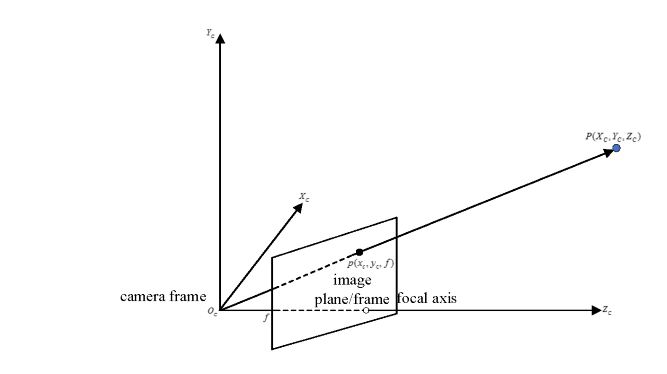 Y_c
P(X_c, Y_c, Z_c)
X_c
p(x_c, y_c, f)
image
camera frame
plane/frame
focal axis
O_c
f
Z_c